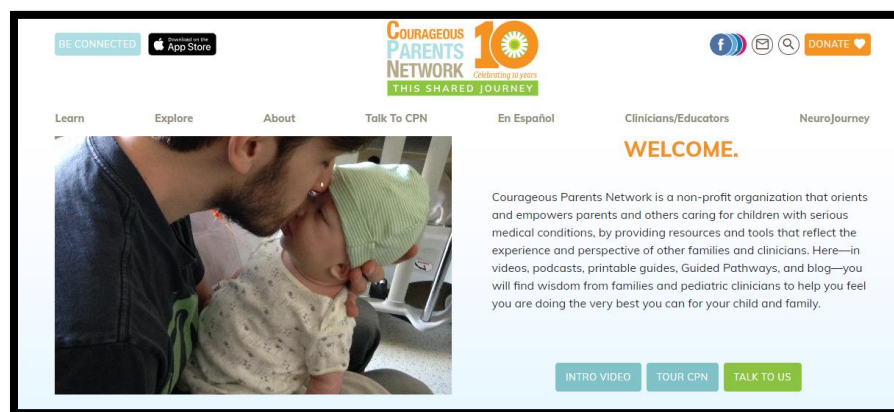 BE CONNECTED
Download on the
App Store
COURAGEOUS
PARENTS
NETWORK
10
Celebrating 10 years
THIS SHARED JOURNEY
f
DONATE
Learn Explore About Talk To CPN En Español Clinicians/Educators NeuroJourney
WELCOME.
Courageous Parents Network is a non-profit organization that orients
and empowers parents and others caring for children with serious
medical conditions, by providing resources and tools that reflect the
experience and perspective of other families and clinicians. Here—in
videos, podcasts, printable guides, Guided Pathways, and blog—you
will find wisdom from families and pediatric clinicians to help you feel
you are doing the very best you can for your child and family.
INTRO VIDEO TOUR CPN TALK TO US